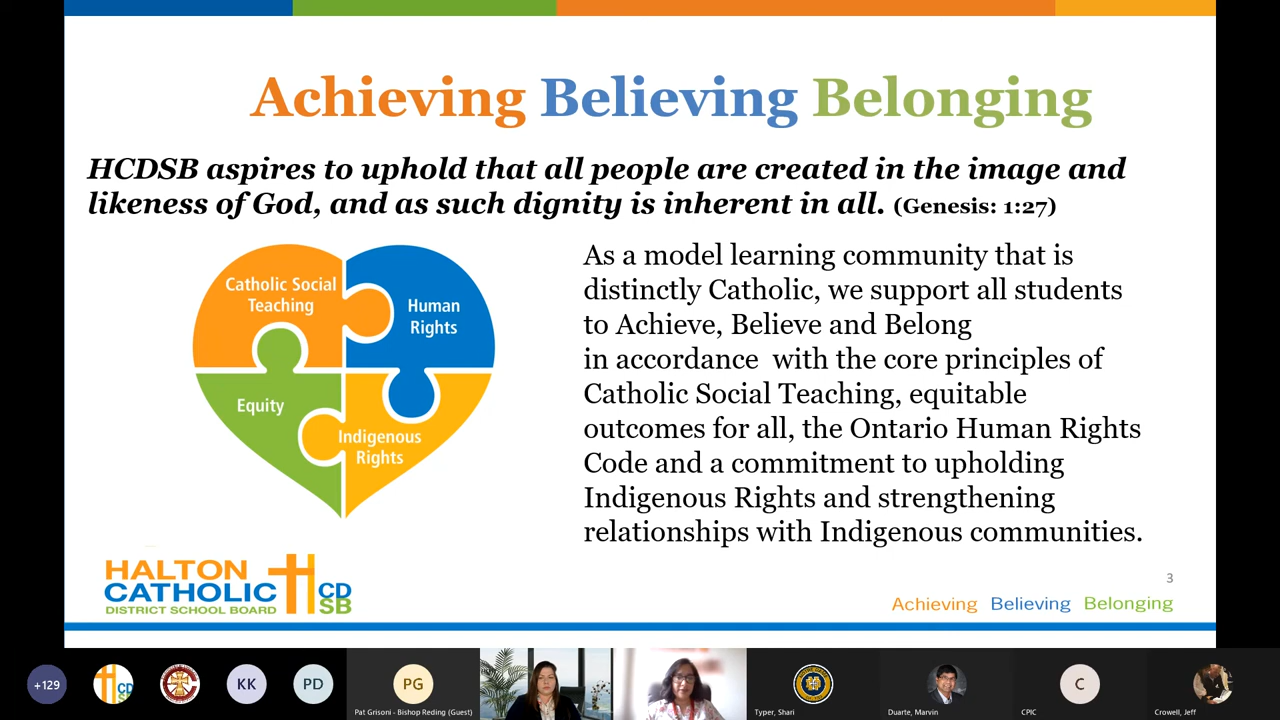 Achieving Believing Belonging
HCDSB aspires to uphold that all people are created in the image and
likeness of God, and as such dignity is inherent in all. (Genesis: 1:27)
Catholic Social
Teaching
Human
Rights
Equity
Indigenous
Rights
As a model learning community that is
distinctly Catholic, we support all students
to Achieve, Believe and Belong
in accordance  with the core principles of
Catholic Social Teaching, equitable
outcomes for all, the Ontario Human Rights
Code and a commitment to upholding
Indigenous Rights and strengthening
relationships with Indigenous communities.
HALTON
CATHOLIC
DISTRICT SCHOOL BOARD
CD
SB
3
Achieving Believing Belonging
+129
CD
SB
KK
PD
PG
C
Pat Grisoni - Bishop Reding (Guest)
Typer, Shari
Duarte, Marvin
CPIC
Crowell, Jeff